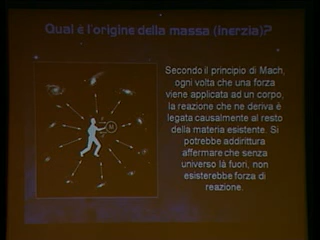 Qual è l'origine della massa (inerzia)?
Secondo il principio di Mach,
ogni volta che una forza
viene applicata ad un corpo,
la reazione che ne deriva è
legata causalmente al resto
della materia esistente. Si
potrebbe addirittura
affermare che senza
universo là fuori, non
esisterebbe forza di
reazione.